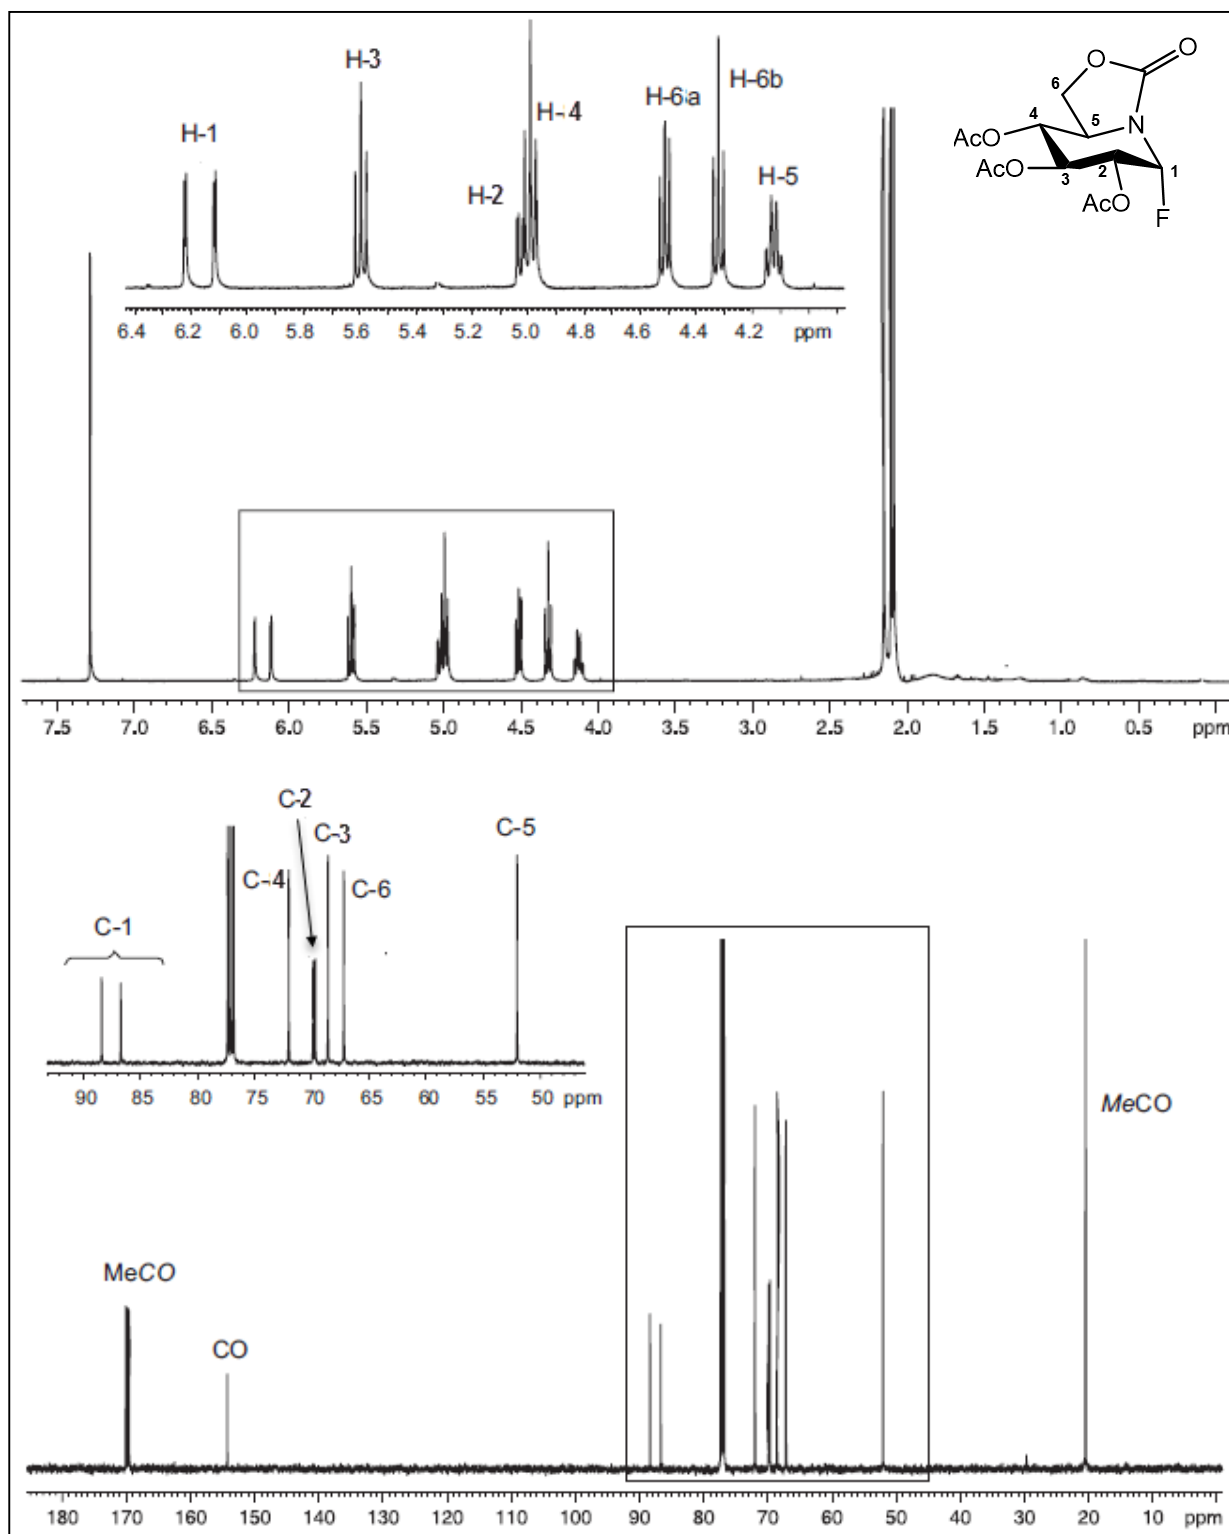 H-1
H-3
H-2
H-4
H-6a
H-6b
H-5
6.4 6.2 6.0 5.8 5.6 5.4 5.2 5.0 4.8 4.6 4.4 4.2 ppm
O
O
6
N
4
5
AcO
AcO
3
2
1
AcO
F
7.5 7.0 6.5 6.0 5.5 5.0 4.5 4.0 3.5 3.0 2.5 2.0 1.5 1.0 0.5 ppm
C-2
C-3
C-5
C-4
C-6
C-1
90 85 80 75 70 65 60 55 50 ppm
MeCO
MeCO
CO
180 170 160 150 140 130 120 110 100 90 80 70 60 50 40 30 20 10 ppm